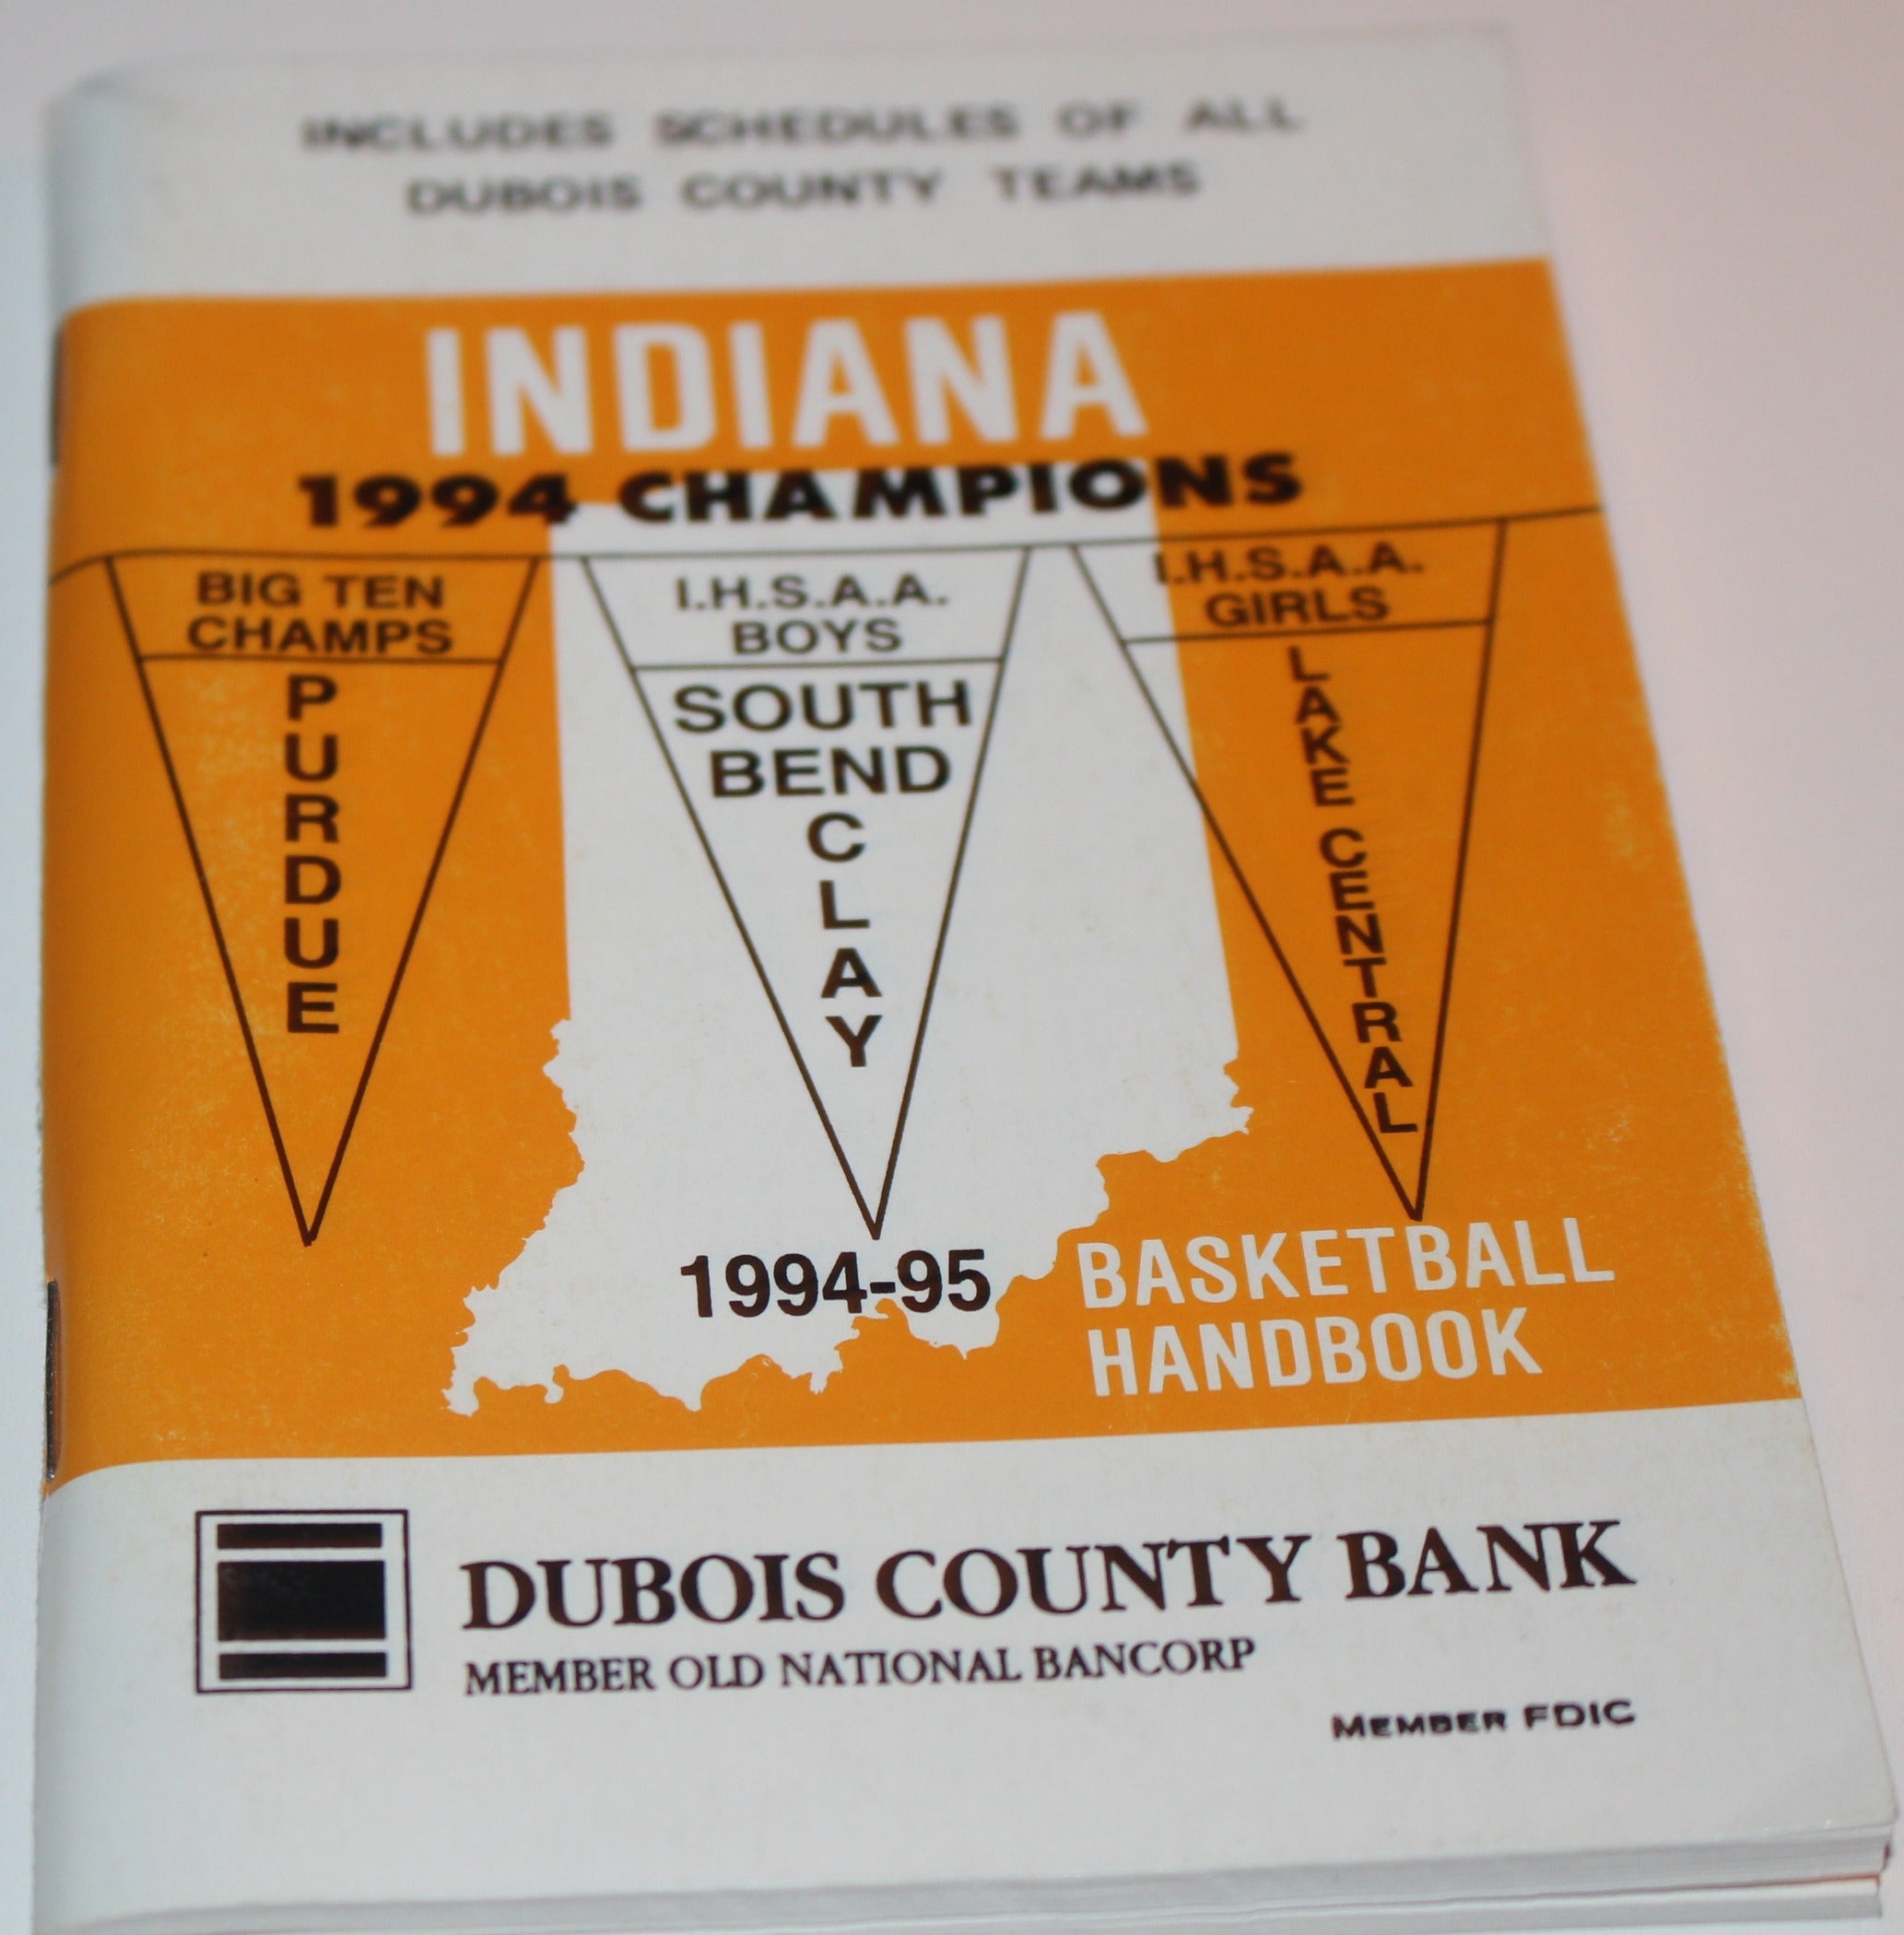 INCLUDES SCHEDULES OF ALL
DUBOIS COUNTY TEAMS
INDIANA
1994 CHAMPIONS
BIG TEN
CHAMPS
PURDUE
I.H.S.A.A.
BOYS
SOUTH
BEND
CLAY
I.H.S.A.A.
GIRLS
LAKE CENTRAL
1994-95
BASKETBALL
HANDBOOK
DUBOIS COUNTY BANK
MEMBER OLD NATIONAL BANCORP
MEMBER FDIC